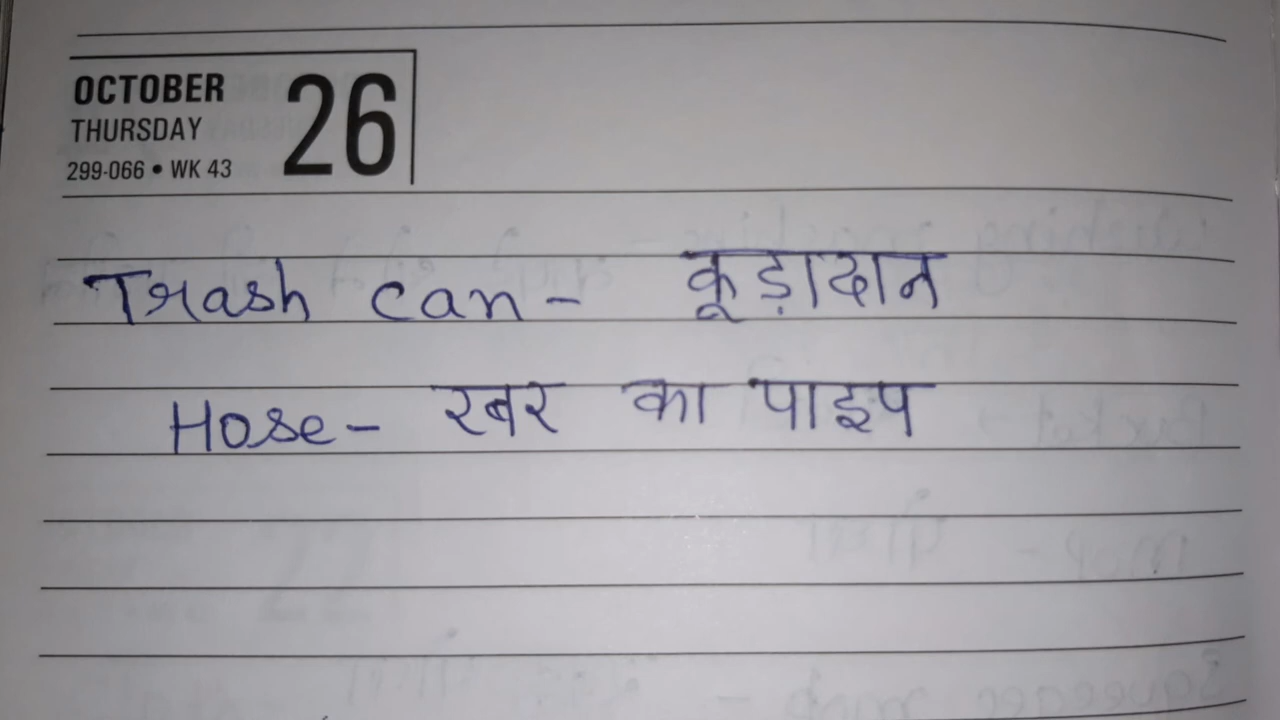 OCTOBER
THURSDAY
299-066 • WK 43
26
Trash can- कूड़ादान
Hose- रबर का पाइप